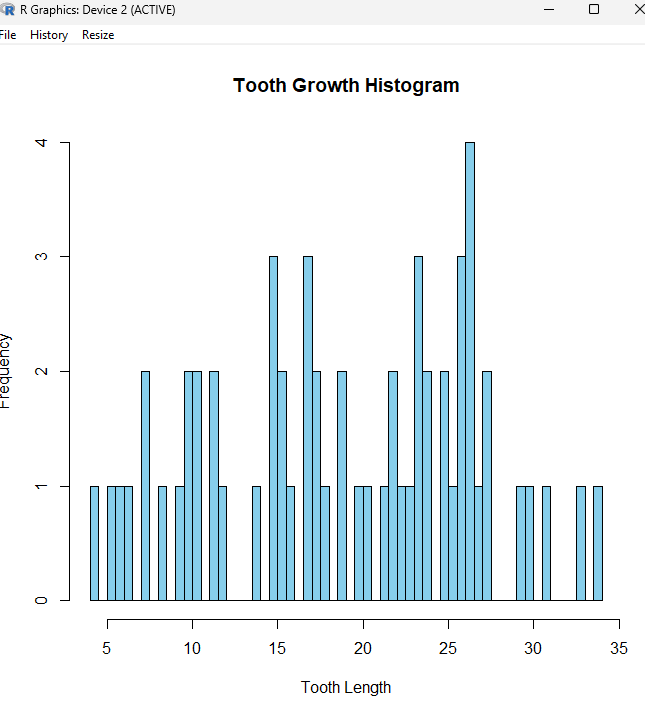 R Graphics: Device 2 (ACTIVE)
File History Resize
Tooth Growth Histogram
4
3
2
1
0
Frequency
5 10 15 20 25 30 35
Tooth Length